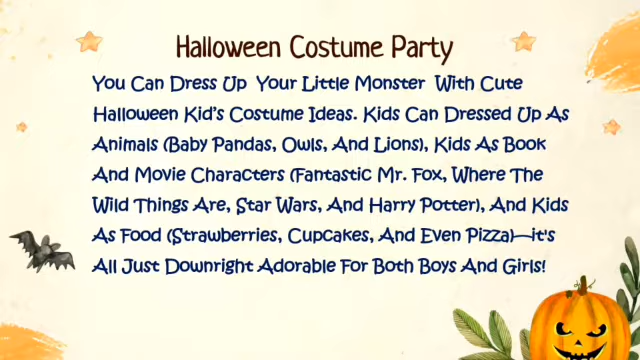 Halloween Costume Party
You Can Dress Up Your Little Monster With Cute
Halloween Kid's Costume Ideas. Kids Can Dressed Up As
Animals (Baby Pandas, Owls, And Lions), Kids As Book
And Movie Characters (Fantastic Mr. Fox, Where The
Wild Things Are, Star Wars, And Harry Potter), And Kids
As Food (Strawberries, Cupcakes, And Even Pizza)—it's
All Just Downright Adorable For Both Boys And Girls!